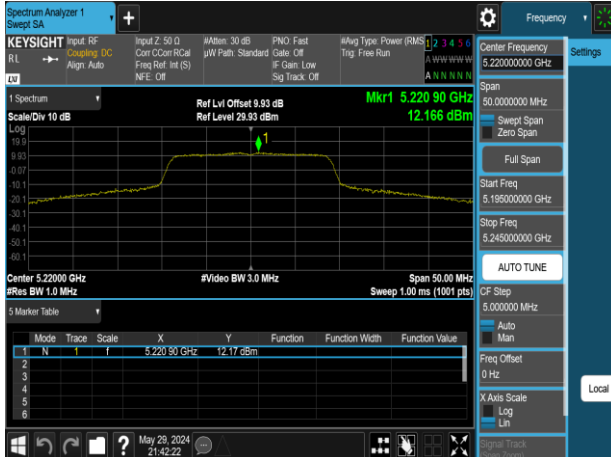 Spectrum Analyzer 1
Swept SA
+
Frequency
KEYSIGHT
RL
LXI
Input: RF
Coupling: DC
Align: Auto
Input Z: 50 Ω
Corr CCorr RCal
Freq Ref: Int (S)
NFE: Off
#Atten: 30 dB
µW Path: Standard
PNO: Fast
Gate: Off
IF Gain: Low
Sig Track: Off
#Avg Type: Power (RMS
Trig: Free Run
1 2 3 4 5 6
A W W W W W
A N N N N N
Center Frequency
5.220000000 GHz
Settings
Span
50.0000000 MHz
Swept Span
Zero Span
Full Span
Start Freq
5.195000000 GHz
Stop Freq
5.245000000 GHz
AUTO TUNE
CF Step
5.000000 MHz
Auto
Man
Freq Offset
0 Hz
X Axis Scale
Log
Lin
Signal Track
(Span Zoom)
Local
1 Spectrum
Scale/Div 10 dB
Ref Lvl Offset 9.93 dB
Ref Level 29.93 dBm
Mkr1 5.220 90 GHz
12.166 dBm
Log
19.9
9.93
-0.07
-10.1
-20.1
-30.1
-40.1
-50.1
-60.1
1
Center 5.22000 GHz
#Res BW 1.0 MHz
#Video BW 3.0 MHz
Span 50.00 MHz
Sweep 1.00 ms (1001 pts)
5 Marker Table
Mode Trace Scale X Y Function Function Width Function Value
1 N 1 f 5.220 90 GHz 12.17 dBm
2
3
4
5
6
?
May 29, 2024
21:42:22